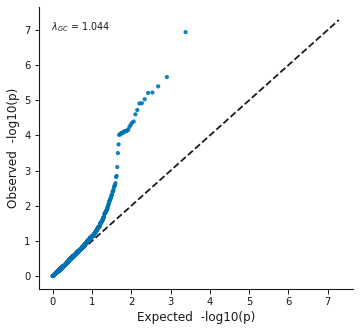 λGC = 1.044
Observed -log10(p)
7
6
5
4
3
2
1
0
0 1 2 3 4 5 6 7
Expected -log10(p)